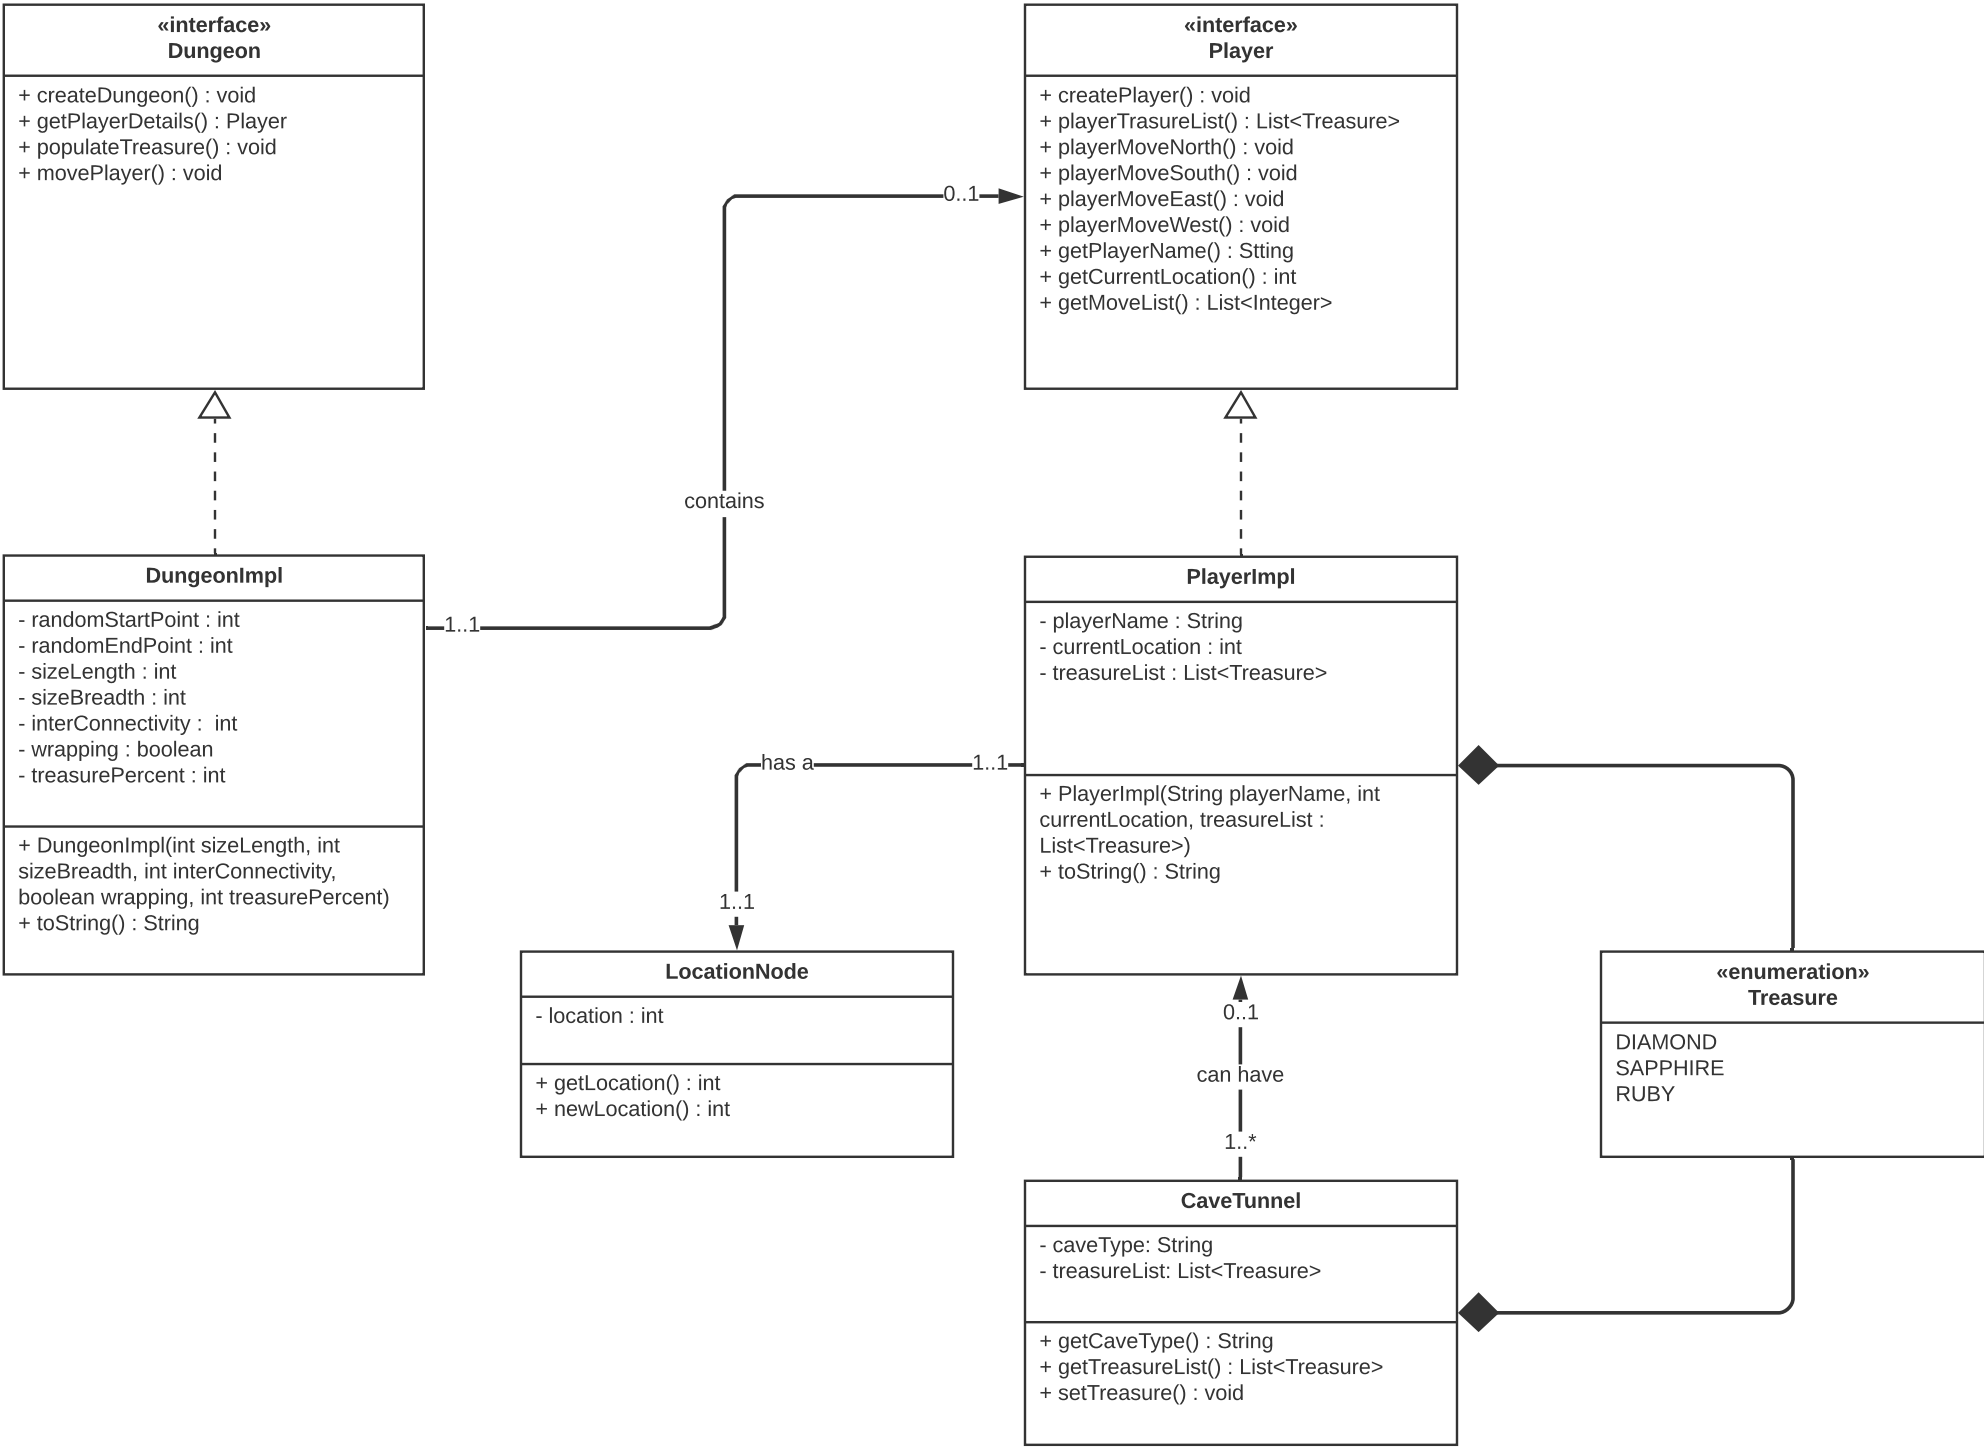 «interface»
Dungeon
+ createDungeon() : void
+ getPlayerDetails() : Player
+ populateTreasure() : void
+ movePlayer() : void
«interface»
Player
+ createPlayer() : void
+ playerTrasureList() : List<Treasure>
+ playerMoveNorth() : void
+ playerMoveSouth() : void
+ playerMoveEast() : void
+ playerMoveWest() : void
+ getPlayerName() : Stting
+ getCurrentLocation() : int
+ getMoveList() : List<Integer>
0..1
contains
1..1
DungeonImpl
- randomStartPoint : int
- randomEndPoint : int
- sizeLength : int
- sizeBreadth : int
- interConnectivity :  int
- wrapping : boolean
- treasurePercent : int
+ DungeonImpl(int sizeLength, int
sizeBreadth, int interConnectivity,
boolean wrapping, int treasurePercent)
+ toString() : String
PlayerImpl
- playerName : String
- currentLocation : int
- treasureList : List<Treasure>
+ PlayerImpl(String playerName, int
currentLocation, treasureList :
List<Treasure>)
+ toString() : String
has a
1..1
1..1
LocationNode
- location : int
+ getLocation() : int
+ newLocation() : int
0..1
can have
1..*
«enumeration»
Treasure
DIAMOND
SAPPHIRE
RUBY
CaveTunnel
- caveType: String
- treasureList: List<Treasure>
+ getCaveType() : String
+ getTreasureList() : List<Treasure>
+ setTreasure() : void